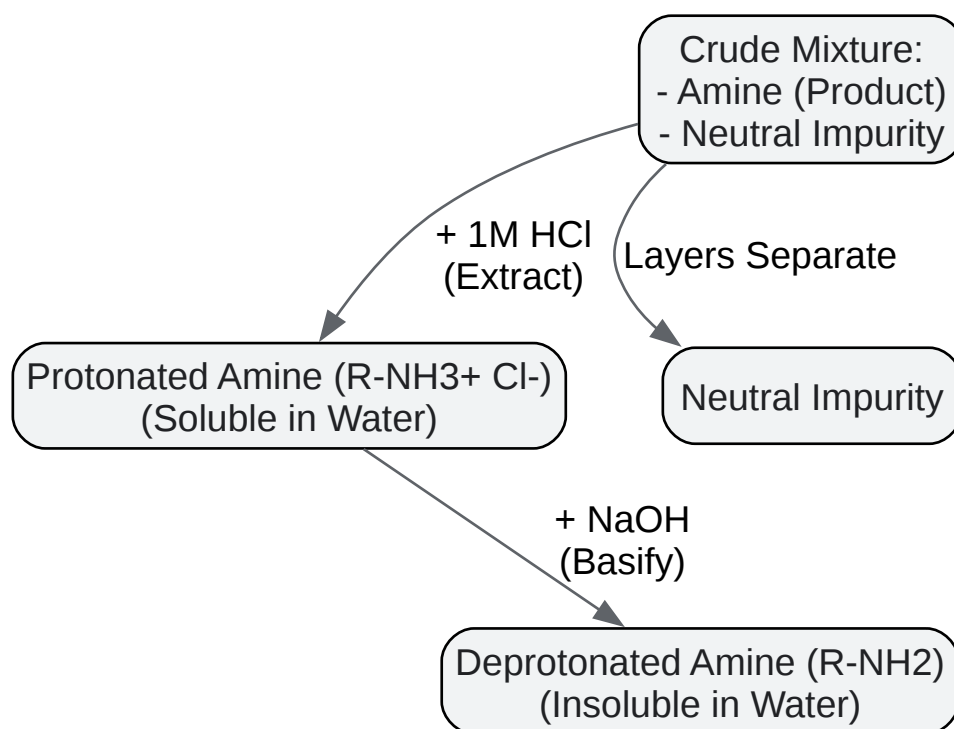 Crude Mixture:
- Amine (Product)
- Neutral Impurity
+ 1M HCl
(Extract)
Layers Separate
Protonated Amine (R-NH3+ Cl-)
(Soluble in Water)
Neutral Impurity
+ NaOH
(Basify)
Deprotonated Amine (R-NH2)
(Insoluble in Water)